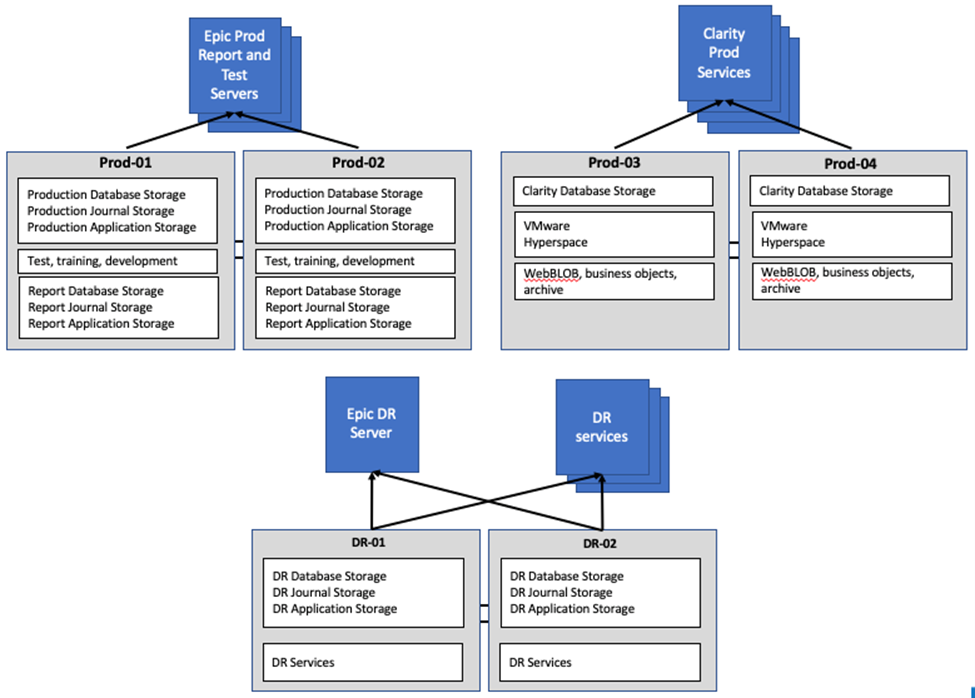 Epic Prod
Report and
Test
Servers
Clarity
Prod
Services
Prod-01
Production Database Storage
Production Journal Storage
Production Application Storage
Test, training, development
Report Database Storage
Report Journal Storage
Report Application Storage
Prod-02
Production Database Storage
Production Journal Storage
Production Application Storage
Test, training, development
Report Database Storage
Report Journal Storage
Report Application Storage
Prod-03
Clarity Database Storage
VMware
Hyperspace
WebBLOB, business objects,
archive
Prod-04
Clarity Database Storage
VMware
Hyperspace
WebBLOB, business objects,
archive
Epic DR
Server
DR
services
DR-01
DR Database Storage
DR Journal Storage
DR Application Storage
DR Services
DR-02
DR Database Storage
DR Journal Storage
DR Application Storage
DR Services